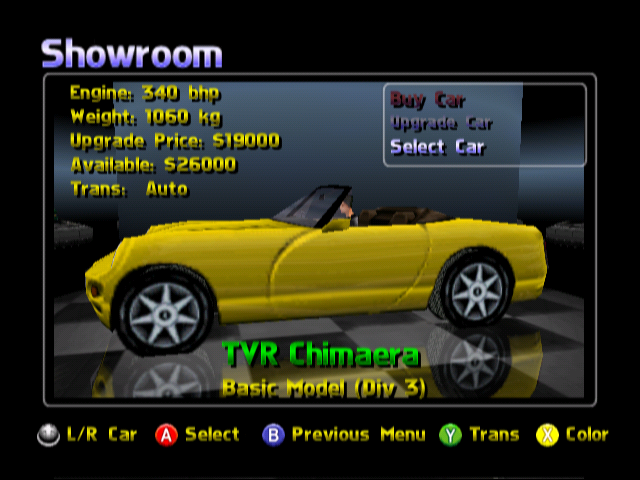 Showroom
Engine: 340 bhp
Weight: 1060 kg
Upgrade Price: $19000
Available: $26000
Trans: Auto
Buy Car
Upgrade Car
Select Car
TVR Chimaera
Basic Model (Div 3)
L/R Car A Select B Previous Menu Y Trans X Color